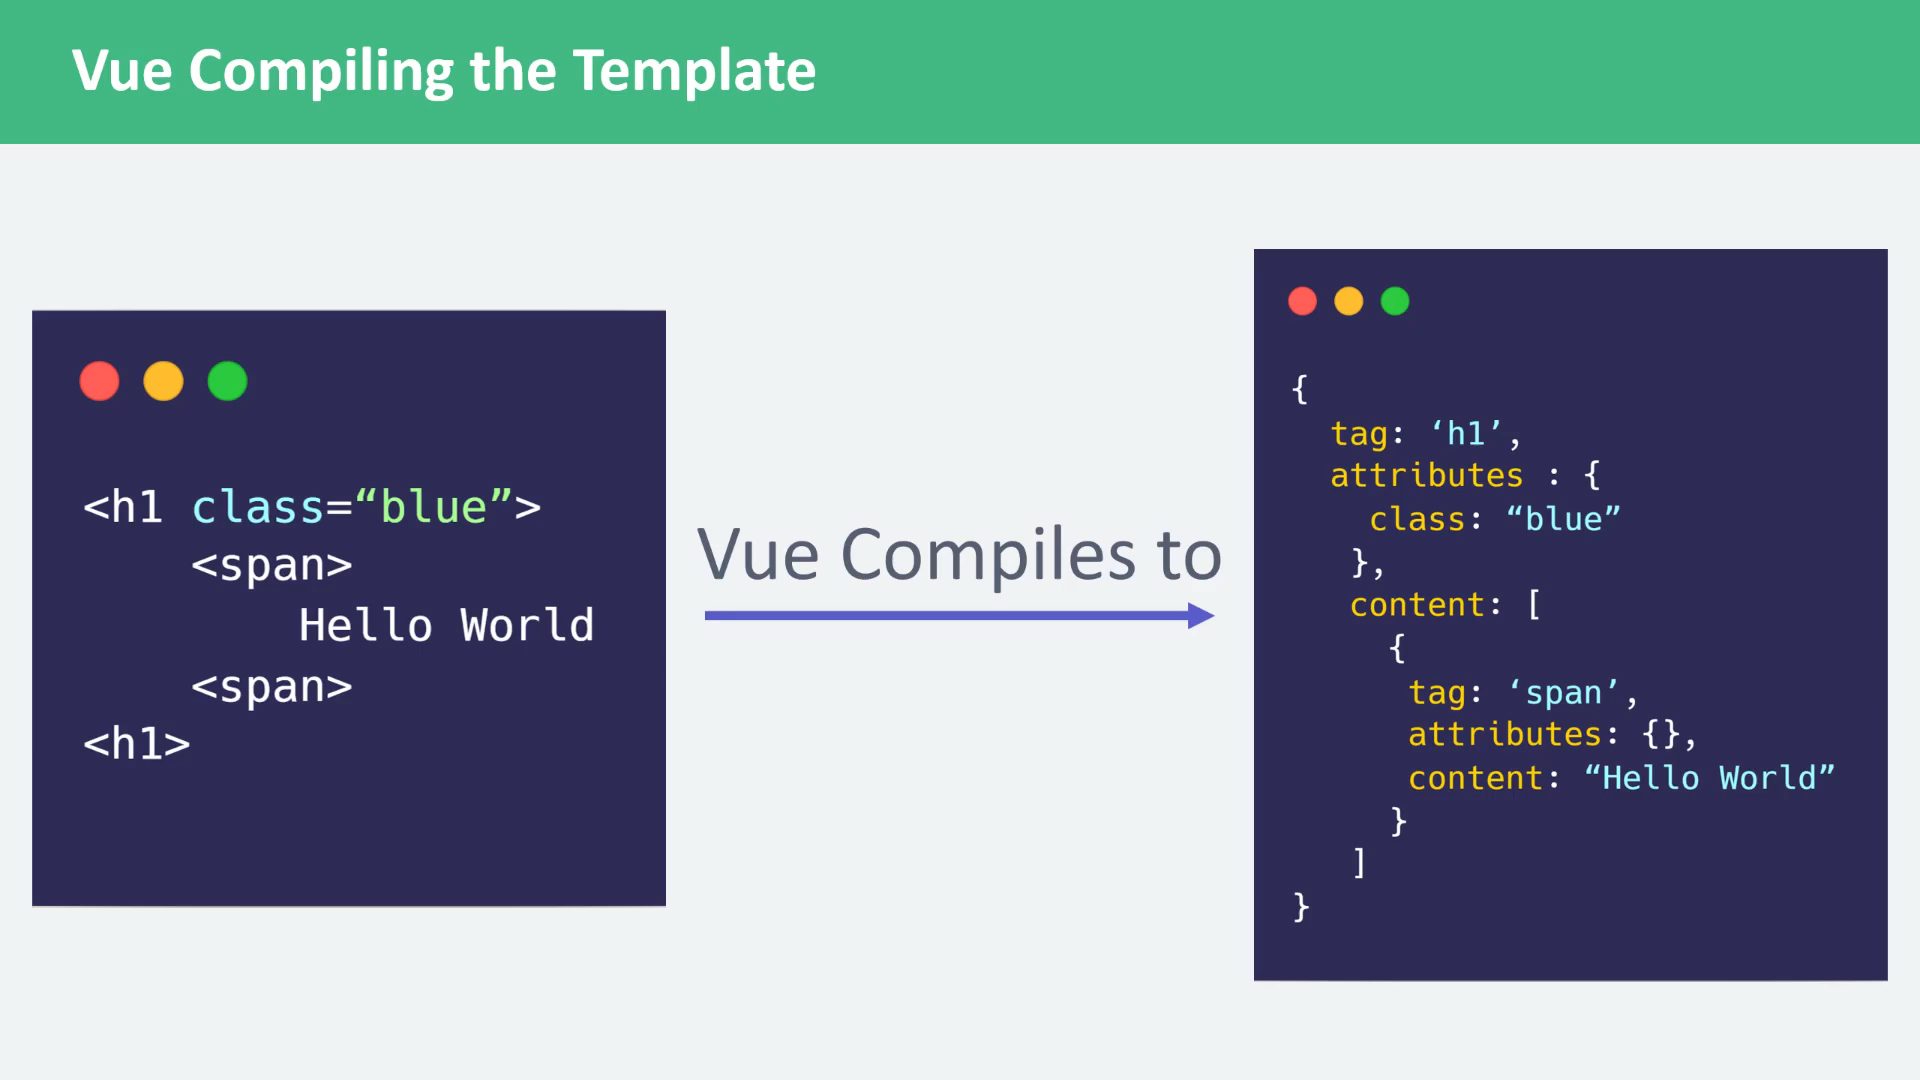 Vue Compiling the Template
<h1 class=“blue”>
<span>
Hello World
<span>
<h1>
Vue Compiles to
{
tag: ‘h1’,
attributes : {
class: “blue”
},
content: [
{
tag: ‘span’,
attributes: {},
content: “Hello World”
}
]
}